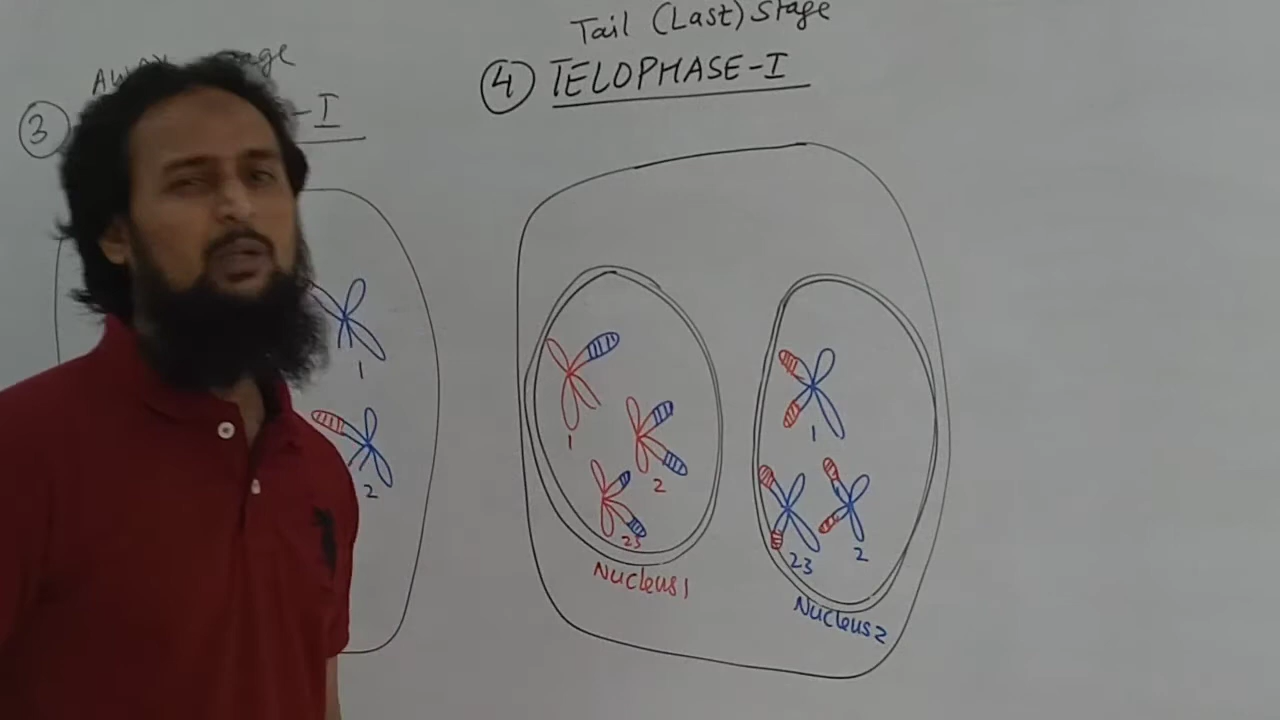 Tail (Last) Stage
③ -I
④ TELOPHASE-I
1
2
1
2
23
Nucleus 1
1
23
2
Nucleus 2